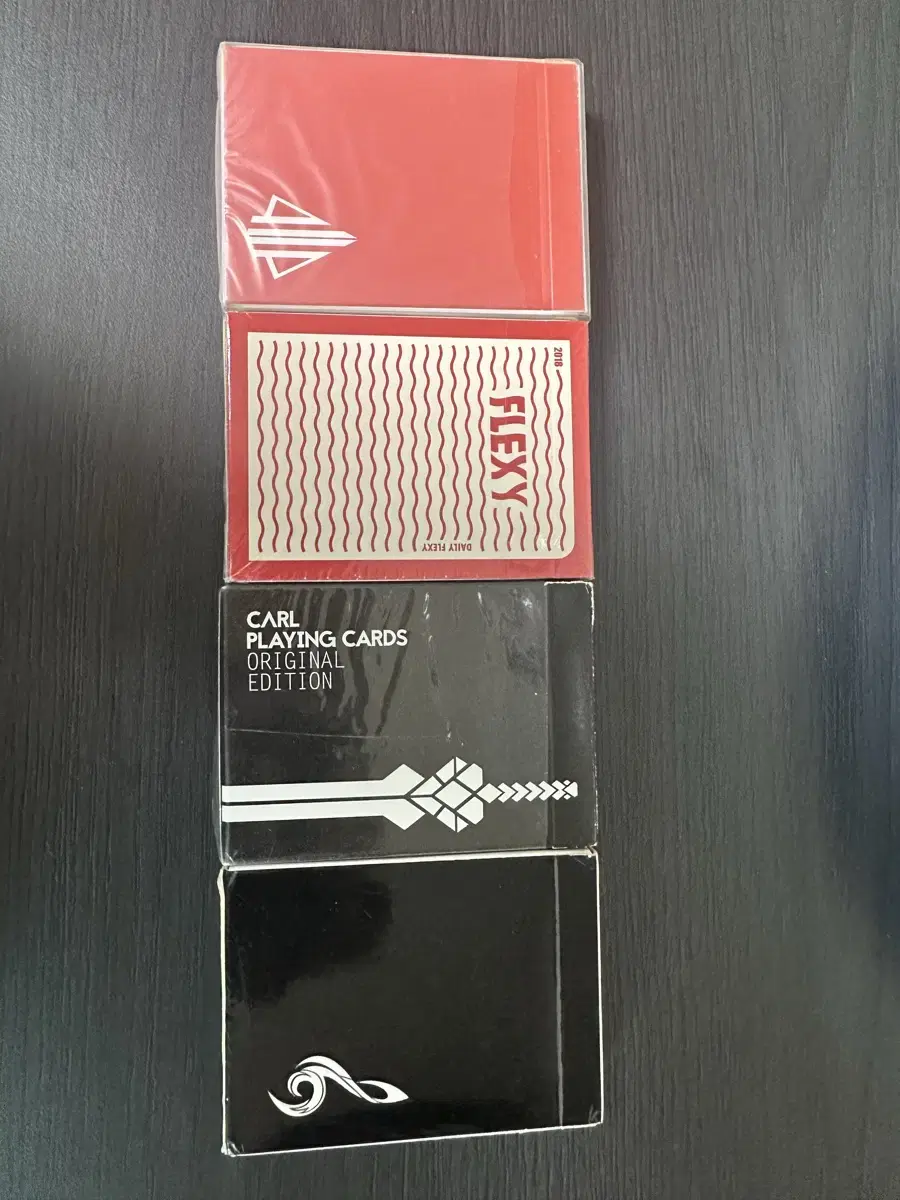 2018
FLEXY
DAILY FLEXY
CARL
PLAYING CARDS
ORIGINAL
EDITION